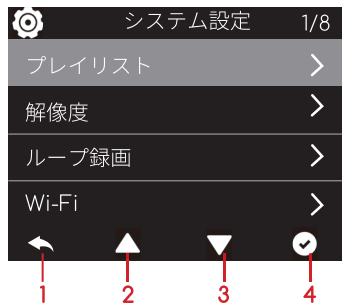 システム設定 1/8
プレイリスト
解像度
ループ録画
Wi-Fi
1 2 3 4